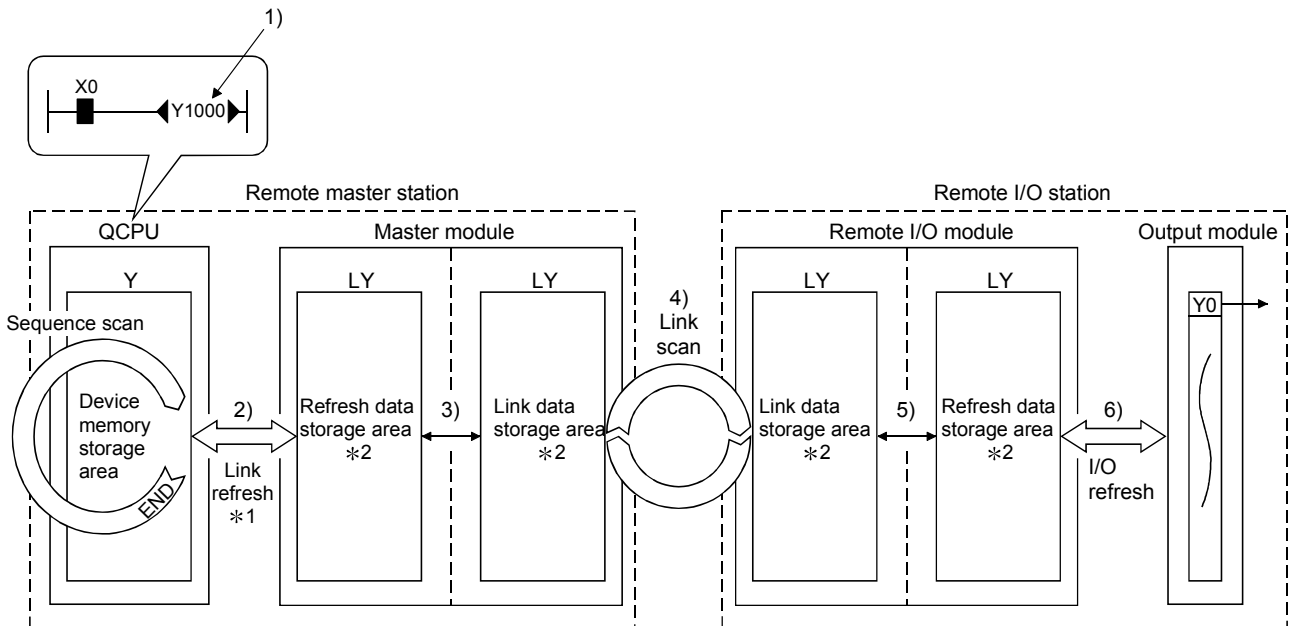 1)
X0
Y1000
Remote master station
Remote I/O station
QCPU
Master module
Remote I/O module
Output module
Y
LY
LY
LY
LY
4)
Link
scan
Y0
Sequence scan
Device
memory
storage
area
END
2)
Link
refresh
*1
Refresh data
storage area
*2
3)
Link data
storage area
*2
Link data
storage area
*2
5)
Refresh data
storage area
*2
6)
I/O
refresh